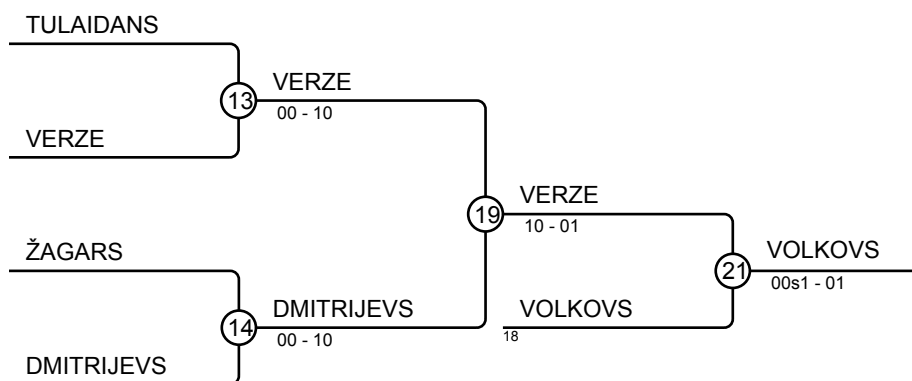 TULAIDANS
13
VERZE
00 - 10
VERZE
19
VERZE
10 - 01
ŽAGARS
21
VOLKOVS
00s1 - 01
14
DMITRIJEVS
00 - 10
VOLKOVS
18
DMITRIJEVS